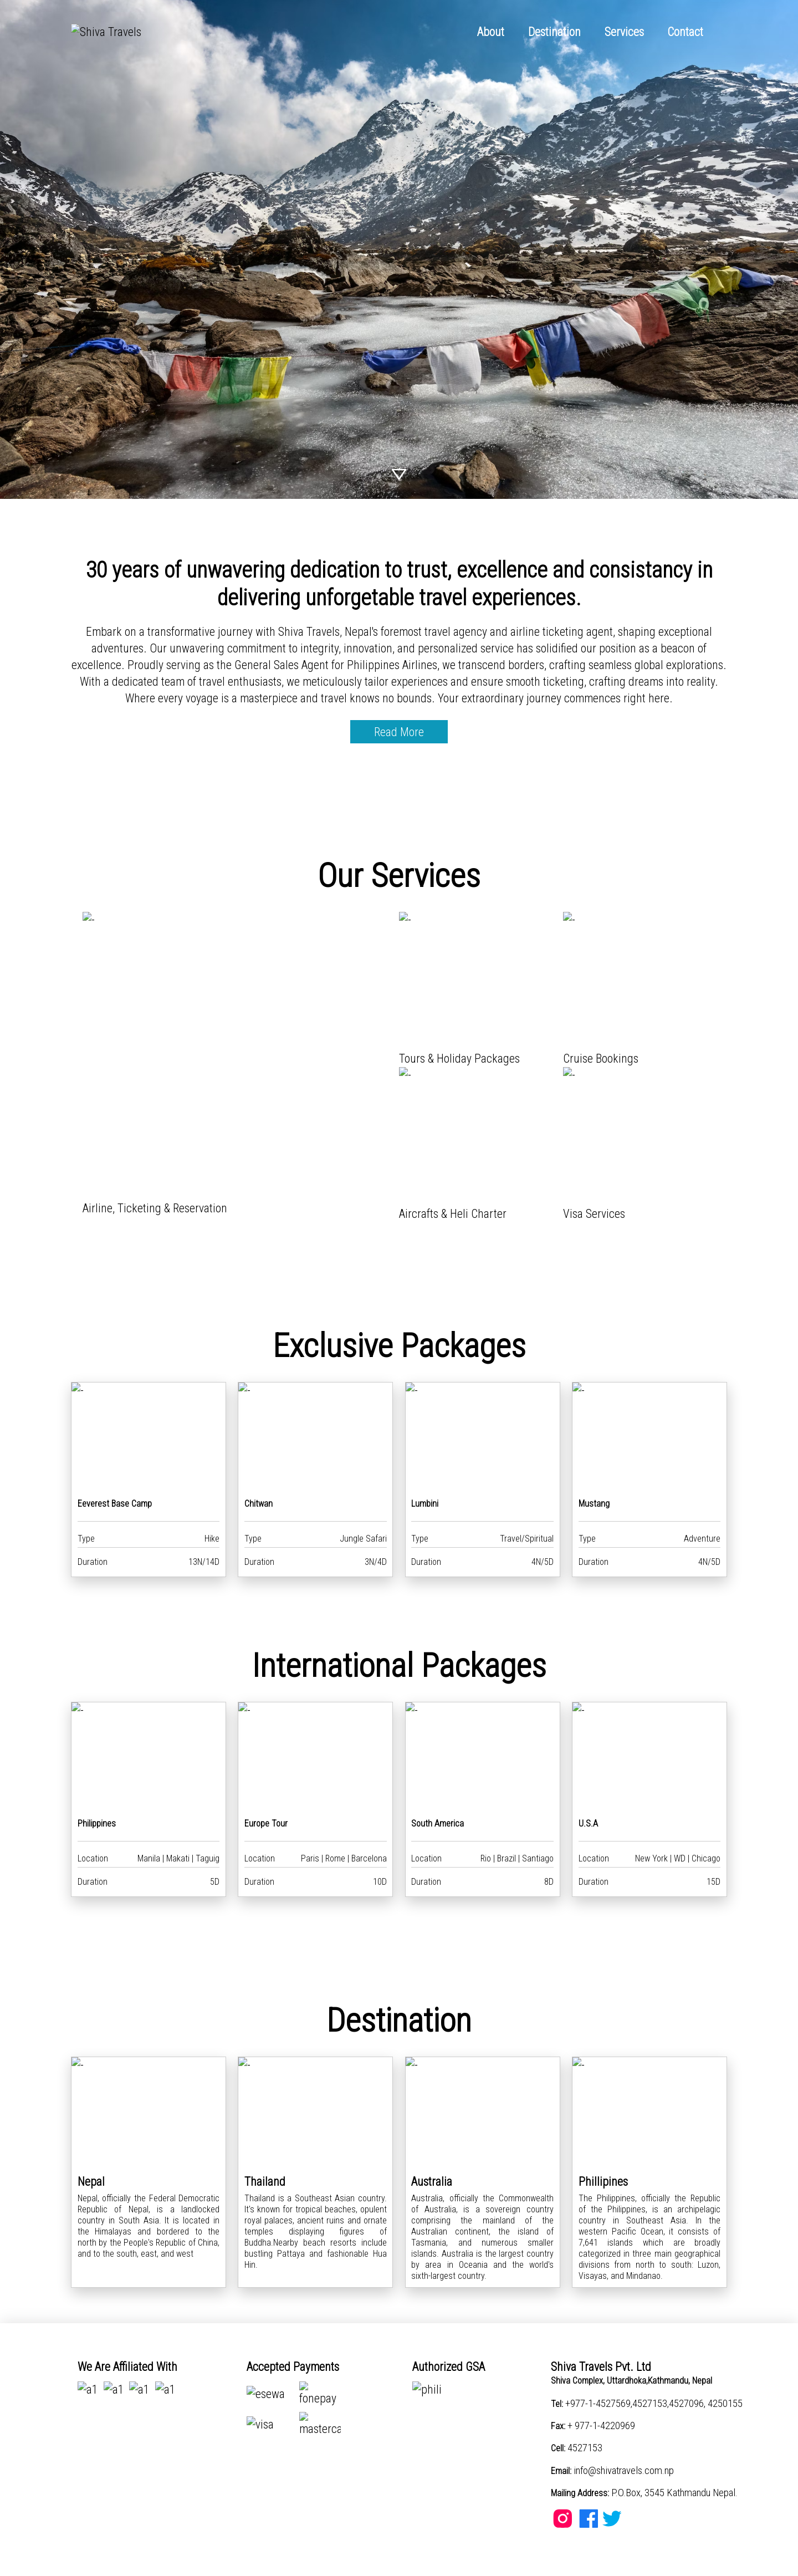 Shiva Travels
About Destination Services Contact
30 years of unwavering dedication to trust, excellence and consistancy in
delivering unforgetable travel experiences.
Embark on a transformative journey with Shiva Travels, Nepal's foremost travel agency and airline ticketing agent, shaping exceptional
adventures. Our unwavering commitment to integrity, innovation, and personalized service has solidified our position as a beacon of
excellence. Proudly serving as the General Sales Agent for Philippines Airlines, we transcend borders, crafting seamless global explorations.
With a dedicated team of travel enthusiasts, we meticulously tailor experiences and ensure smooth ticketing, crafting dreams into reality.
Where every voyage is a masterpiece and travel knows no bounds. Your extraordinary journey commences right here.
Read More
Our Services
Tours & Holiday Packages
Cruise Bookings
Airline, Ticketing & Reservation
Aircrafts & Heli Charter
Visa Services
Exclusive Packages
Eeverest Base Camp
Type Hike
Duration 13N/14D
Chitwan
Type Jungle Safari
Duration 3N/4D
Lumbini
Type Travel/Spiritual
Duration 4N/5D
Mustang
Type Adventure
Duration 4N/5D
International Packages
Philippines
Location Manila | Makati | Taguig
Duration 5D
Europe Tour
Location Paris | Rome | Barcelona
Duration 10D
South America
Location Rio | Brazil | Santiago
Duration 8D
U.S.A
Location New York | WD | Chicago
Duration 15D
Destination
Nepal
Nepal, officially the Federal Democratic
Republic of Nepal, is a landlocked
country in South Asia. It is located in
the Himalayas and bordered to the
north by the People's Republic of China,
and to the south, east, and west
Thailand
Thailand is a Southeast Asian country.
It's known for tropical beaches, opulent
royal palaces, ancient ruins and ornate
temples displaying figures of
Buddha.Nearby beach resorts include
bustling Pattaya and fashionable Hua
Hin.
Australia
Australia, officially the Commonwealth
of Australia, is a sovereign country
comprising the mainland of the
Australian continent, the island of
Tasmania, and numerous smaller
islands. Australia is the largest country
by area in Oceania and the world's
sixth-largest country.
Phillipines
The Philippines, officially the Republic
of the Philippines, is an archipelagic
country in Southeast Asia. In the
western Pacific Ocean, it consists of
7,641 islands which are broadly
categorized in three main geographical
divisions from north to south: Luzon,
Visayas, and Mindanao.
We Are Affiliated With
a1 a1 a1 a1
Accepted Payments
esewa
fonepay
visa
masterca
Authorized GSA
phili
Shiva Travels Pvt. Ltd
Shiva Complex, Uttardhoka,Kathmandu, Nepal
Tel: +977-1-4527569,4527153,4527096, 4250155
Fax: + 977-1-4220969
Cell: 4527153
Email: info@shivatravels.com.np
Mailing Address: P.O.Box, 3545 Kathmandu Nepal.